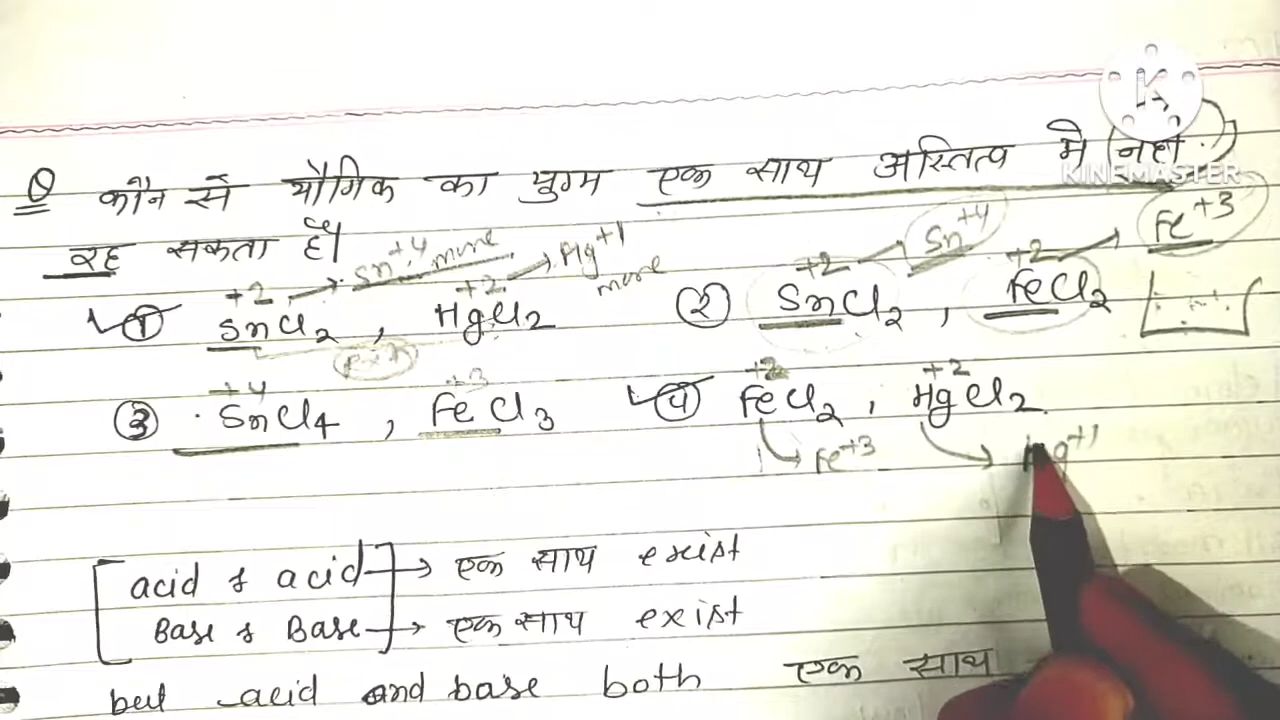 Q कौन से यौगिक का युग्म एक साथ अस्तित्व में (नहीं)
KINEMASTER
रह सकता है।
+2 → Sn+4 more +2 → Hg+1 more +2 → Sn+4 +2 → Fe+3
① SnCl2 , HgCl2 ② SnCl2 , FeCl2
+4 +3 +2 +2
③ SnCl4 , FeCl3 ④ FeCl2 , HgCl2
Fe+3 Hg+1
acid & acid → एक साथ exist
Base & Base → एक साथ exist
but acid and base both एक साथ